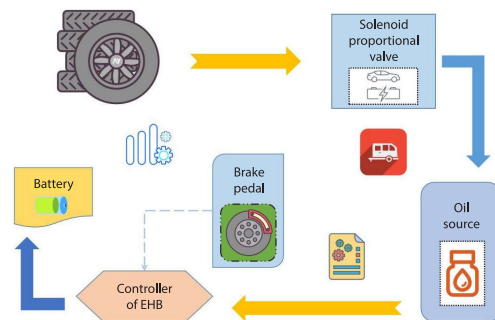 Solenoid
proportional
valve
Brake
pedal
Battery
Oil
source
Controller
of EHB